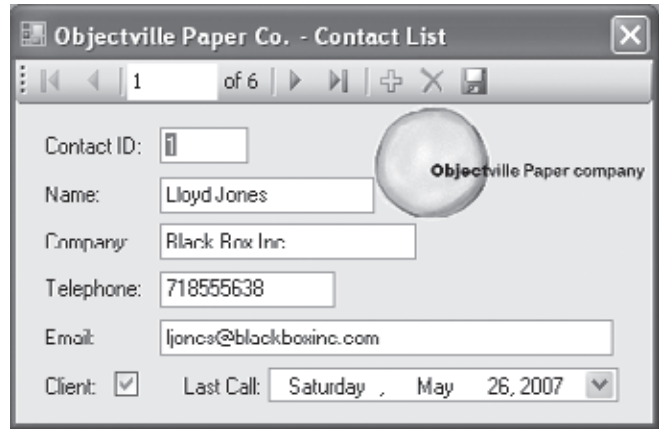 Objectville Paper Co. - Contact List
1 of 6
Contact ID: 1
Objectville Paper company
Name: Lloyd Jones
Company: Black Box Inc
Telephone: 718555638
Email: ljones@blackboxinc.com
Client: Last Call: Saturday , May 26, 2007